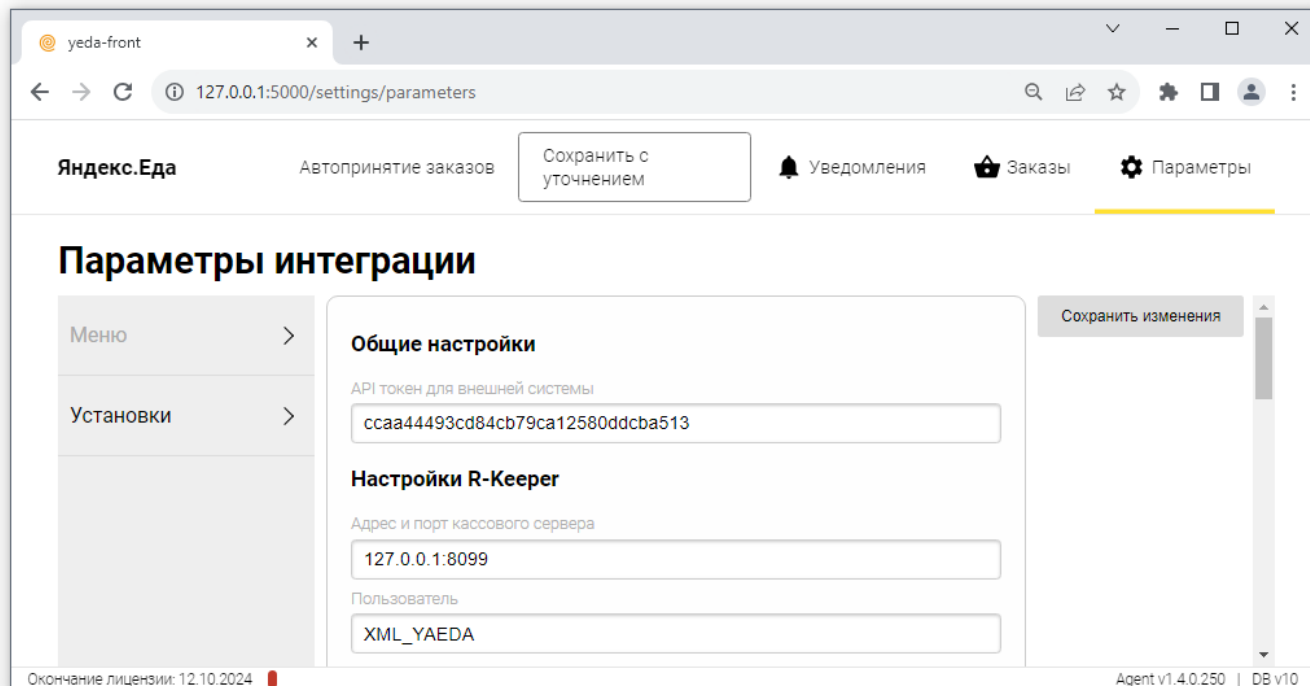 yeda-front
127.0.0.1:5000/settings/parameters
Яндекс.Еда
Автопринятие заказов
Сохранить с
уточнением
Уведомления
Заказы
Параметры
Параметры интеграции
Меню
Установки
Общие настройки
API токен для внешней системы
ccaa44493cd84cb79ca12580ddcba513
Настройки R-Keeper
Адрес и порт кассового сервера
127.0.0.1:8099
Пользователь
XML_YAEDA
Сохранить изменения
Окончание лицензии: 12.10.2024
Agent v1.4.0.250 | DB v10